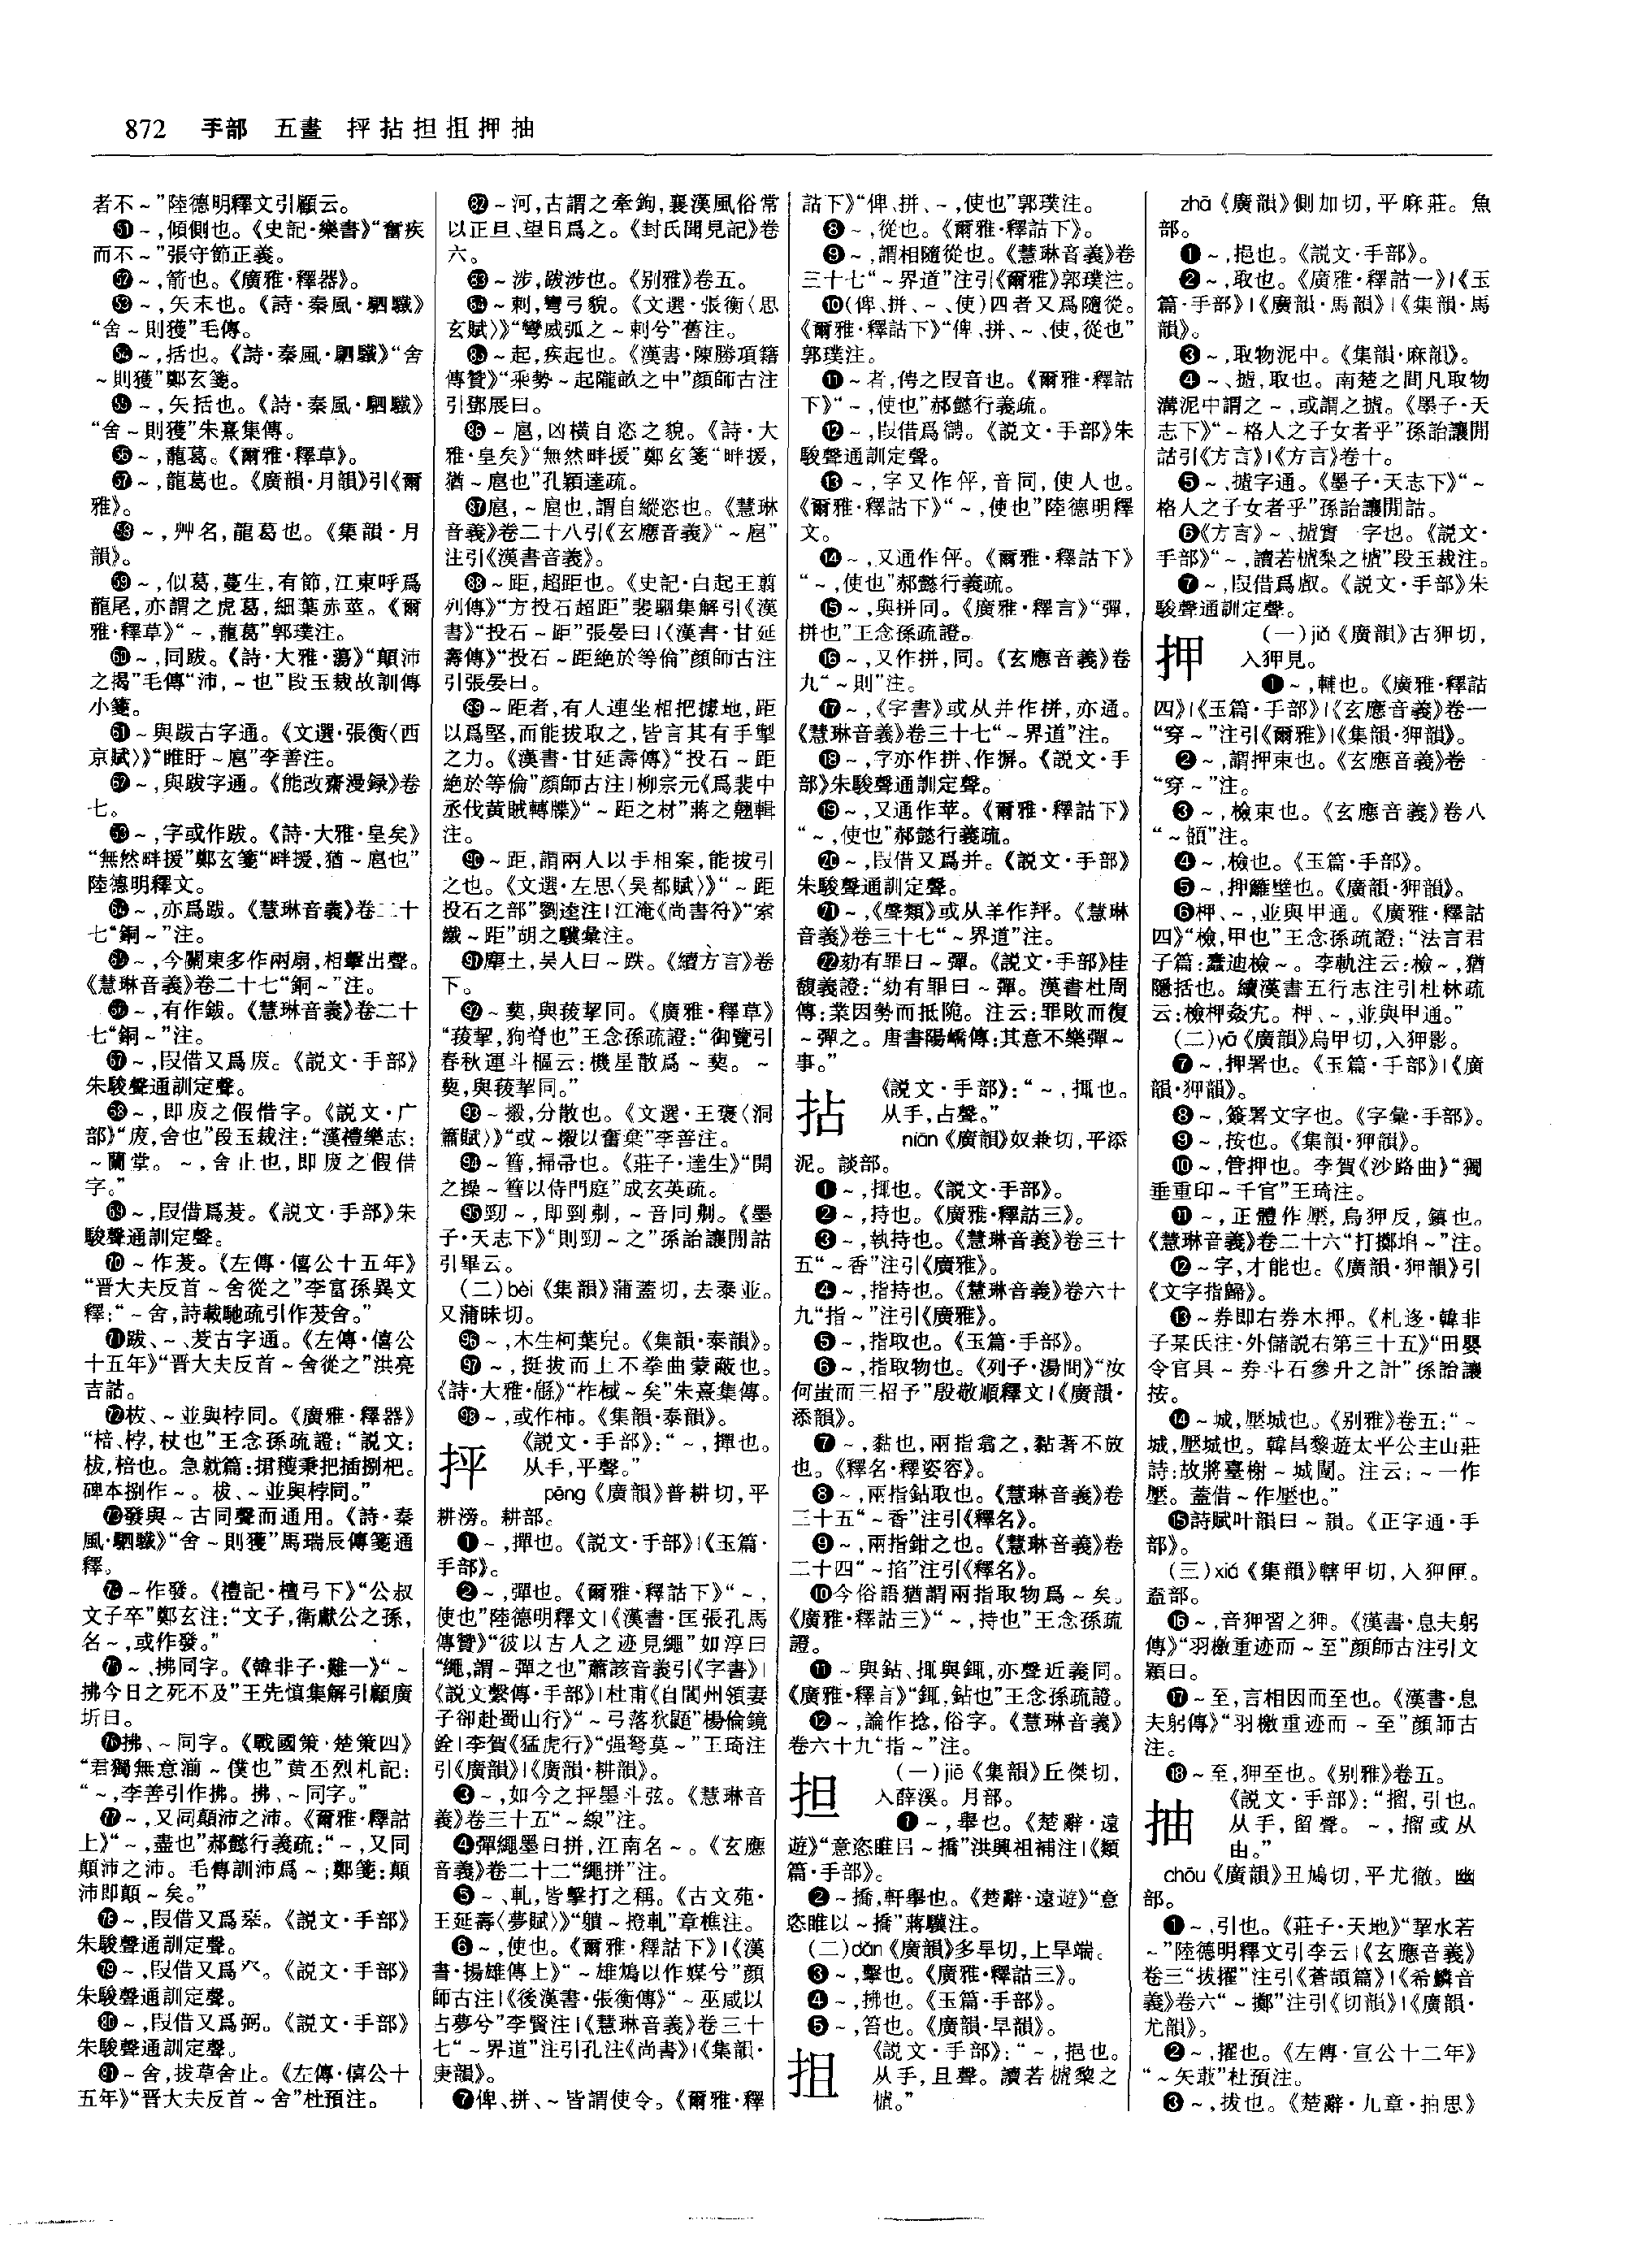 872 手部 五畫 抨拈担抯押抽
者不～”陸德明釋文引顧云。
㊿+1～,傾側也。《史記·樂書》“奮疾
而不～”張守節正義。
52～,箭也。《廣雅·釋器》。
53～,矢末也。《詩·秦風·駟驖》
“舍～則獲”毛傳。
54～,括也。《詩·秦風·駟驖》“舍
～則獲”鄭玄箋。
55～,矢括也。《詩·秦風·駟驖》
“舍～則獲”朱熹集傳。
56～,蘢葛。《爾雅·釋草》。
57～,蘢葛也。《廣韻·月韻》引《爾
雅》。
58～,艸名,龍葛也。《集韻·月
韻》。
59～,似葛,蔓生,有節,江東呼爲
龍尾,亦謂之虎葛,細葉赤莖。《爾
雅·釋草》“～,蘢葛”郭璞注。
60～,同跋。《詩·大雅·蕩》“顛沛
之揭”毛傳“沛,～也”段玉裁故訓傳
小箋。
61～與跋古字通。《文選·張衡〈西
京賦〉》“睢盱～扈”李善注。
62～,與跋字通。《能改齋漫録》卷
七。
63～,字或作跋。《詩·大雅·皇矣》
“無然畔援”鄭玄箋“畔援,猶～扈也”
陸德明釋文。
64～,亦爲跋。《慧琳音義》卷二十
七“銅～”注。
65～,今關東多作兩扇,相擊出聲。
《慧琳音義》卷二十七“銅～”注。
66～,有作鈸。《慧琳音義》卷二十
七“銅～”注。
67～,叚借又爲废。《説文·手部》
朱駿聲通訓定聲。
68～,即废之假借字。《説文·广
部》“废,舍也”段玉裁注:“漢禮樂志:
～蘭堂。～,舍止也,即废之假借
字。”
69～,叚借爲茇。《説文·手部》朱
駿聲通訓定聲。
70～作茇。《左傳·僖公十五年》
“晋大夫反首～舍從之”李富孫異文
釋:“～舍,詩載馳疏引作茇舍。”
71跋、～、茇古字通。《左傳·僖公
十五年》“晋大夫反首～舍從之”洪亮
吉詁。
72柭、～並與桲同。《廣雅·釋器》
“棓、桲,杖也”王念孫疏證:“説文:
柭,棓也。急就篇:捃穫秉把插捌杷。
碑本捌作～。柭、～並與桲同。”
73發與～古同聲而通用。《詩·秦
風·駟驖》“舍～則獲”馬瑞辰傳箋通
釋。
74～作發。《禮記·檀弓下》“公叔
文子卒”鄭玄注:“文子,衛獻公之孫,
名～,或作發。”
75～、拂同字。《韓非子·難一》“～
拂今日之死不及”王先慎集解引顧廣
圻曰。
76拂、～同字。《戰國策·楚策四》
“君獨無意湔～僕也”黄丕烈札記:
“～,李善引作拂。拂、～同字。”
77～,又同顛沛之沛。《爾雅·釋詁
上》“～,盡也”郝懿行義疏:“～,又同
顛沛之沛。毛傳訓沛爲～;鄭箋:顛
沛即顛～矣。”
78～,叚借又爲癹。《説文·手部》
朱駿聲通訓定聲。
79～,叚借又爲癶。《説文·手部》
朱駿聲通訓定聲。
80～,叚借又爲弼。《説文·手部》
朱駿聲通訓定聲。
81～舍,拔草舍止。《左傳·僖公十
五年》“晋大夫反首～舍”杜預注。
82～河,古謂之牽鉤,襄漢風俗常
以正旦、望日爲之。《封氏聞見記》卷
六。
83～涉,跋涉也。《别雅》卷五。
84～剌,彎弓貌。《文選·張衡〈思
玄賦〉》“彎威弧之～剌兮”舊注。
85～起,疾起也。《漢書·陳勝項籍
傳贊》“乘勢～起隴畝之中”顔師古注
引鄧展曰。
86～扈,凶横自恣之貌。《詩·大
雅·皇矣》“無然畔援”鄭玄箋“畔援,
猶～扈也”孔穎達疏。
87扈,～扈也,謂自縱恣也。《慧琳
音義》卷二十八引《玄應音義》“～扈”
注引《漢書音義》。
88～距,超距也。《史記·白起王翦
列傳》“方投石超距”裴駰集解引《漢
書》“投石～距”張晏曰|《漢書·甘延
壽傳》“投石～距絶於等倫”顔師古注
引張晏曰。
89～距者,有人連坐相把據地,距
以爲堅,而能拔取之,皆言其有手掣
之力。《漢書·甘延壽傳》“投石～距
絶於等倫”顔師古注|柳宗元《爲裴中
丞伐黄賊轉牒》“～距之材”蔣之翹輯
注。
90～距,謂兩人以手相案,能拔引
之也。《文選·左思〈吴都賦〉》“～距
投石之部”劉逵注|江淹《尚書符》“索
鐵～距”胡之驥彙注。
91塵土,吴人曰～跌。《續方言》卷
下。
92～葜,與菝挈同。《廣雅·釋草》
“菝挈,狗脊也”王念孫疏證:“御覽引
春秋運斗樞云:機星散爲～葜。～
葜,與菝挈同。”
93～搬,分散也。《文選·王褒〈洞
簫賦〉》“或～摋以奮棄”李善注。
94～篲,掃帚也。《莊子·達生》“開
之操～篲以侍門庭”成玄英疏。
95勁～,即剄刜,～音同刜。《墨
子·天志下》“則勁～之”孫詒讓閒詁
引畢云。
(二)bèi《集韻》蒲蓋切,去泰並。
又蒲昧切。
96～,木生柯葉皃。《集韻·泰韻》。
97～,挺拔而上不拳曲蒙蔽也。
《詩·大雅·緜》“柞棫～矣”朱熹集傳。
98～,或作㧊。《集韻·泰韻》。
抨
《説文·手部》:“～,撣也。
从手,平聲。”
pēng《廣韻》普耕切,平
耕滂。耕部。
❶～,撣也。《説文·手部》|《玉篇·
手部》。
❷～,彈也。《爾雅·釋詁下》“～,
使也”陸德明釋文|《漢書·匡張孔馬
傳贊》“彼以古人之迹見繩”如淳曰
“繩,謂～彈之也”蕭該音義引《字書》|
《説文繫傳·手部》|杜甫《自閬州領妻
子卻赴蜀山行》“～弓落狖鼯”楊倫鏡
銓|李賀《猛虎行》“强弩莫～”王琦注
引《廣韻》|《廣韻·耕韻》。
❸～,如今之抨墨斗弦。《慧琳音
義》卷三十五“～線”注。
❹彈繩墨曰拼,江南名～。《玄應
音義》卷二十二“繩拼”注。
❺～、軋,皆擊打之稱。《古文苑·
王延壽〈夢賦〉》“䫴～撜軋”章樵注。
❻～,使也。《爾雅·釋詁下》|《漢
書·揚雄傳上》“～雄鴆以作媒兮”顔
師古注|《後漢書·張衡傳》“～巫咸以
占夢兮”李賢注|《慧琳音義》卷三十
七“～界道”注引孔注《尚書》|《集韻·
庚韻》。
❼俾、拼、～皆謂使令。《爾雅·釋
詁下》“俾、拼、～,使也”郭璞注。
❽～,從也。《爾雅·釋詁下》。
❾～,謂相隨從也。《慧琳音義》卷
三十七“～界道”注引《爾雅》郭璞注。
❿(俾、拼、～、使)四者又爲隨從。
《爾雅·釋詁下》“俾、拼、～、使,從也”
郭璞注。
⓫～者,俜之叚音也。《爾雅·釋詁
下》“～,使也”郝懿行義疏。
⓬～,叚借爲甹。《説文·手部》朱
駿聲通訓定聲。
⓭～,字又作伻,音同,使人也。
《爾雅·釋詁下》“～,使也”陸德明釋
文。
⓮～,又通作伻。《爾雅·釋詁下》
“～,使也”郝懿行義疏。
⓯～,與拼同。《廣雅·釋言》“彈,
拼也”王念孫疏證。
⓰～,又作拼,同。《玄應音義》卷
九“～則”注。
⓱～,《字書》或从并作拼,亦通。
《慧琳音義》卷三十七“～界道”注。
⓲～,字亦作拼、作摒。《説文·手
部》朱駿聲通訓定聲。
⓳～,又通作苹。《爾雅·釋詁下》
“～,使也”郝懿行義疏。
⓴～,叚借又爲并。《説文·手部》
朱駿聲通訓定聲。
㉑～,《聲類》或从羊作羘。《慧琳
音義》卷三十七“～界道”注。
㉒劾有罪曰～彈。《説文·手部》桂
馥義證:“劾有罪曰～彈。漢書杜周
傳:業因勢而抵陒。注云:罪敗而復
～彈之。唐書陽嶠傳:其意不樂彈～
事。”
拈
《説文·手部》:“～,㧖也。
从手,占聲。”
niān《廣韻》奴兼切,平添
泥。談部。
❶～,㧖也。《説文·手部》。
❷～,持也。《廣雅·釋詁三》。
❸～,執持也。《慧琳音義》卷三十
五“～香”注引《廣雅》。
❹～,指持也。《慧琳音義》卷六十
九“指～”注引《廣雅》。
❺～,指取也。《玉篇·手部》。
❻～,指取物也。《列子·湯問》“汝
何蚩而三招子”殷敬順釋文|《廣韻·
添韻》。
❼～,黏也,兩指翕之,黏著不放
也。《釋名·釋姿容》。
❽～,兩指鉆取也。《慧琳音義》卷
三十五“～香”注引《釋名》。
❾～,兩指鉗之也。《慧琳音義》卷
二十四“～掐”注引《釋名》。
❿今俗語猶謂兩指取物爲～矣。
《廣雅·釋詁三》“～,持也”王念孫疏
證。
⓫～與鉆、㧖與鉺,亦聲近義同。
《廣雅·釋言》“鉺,鉆也”王念孫疏證。
⓬～,論作捻,俗字。《慧琳音義》
卷六十九“指～”注。
担
(一)jiē《集韻》丘傑切,
入薛溪。月部。
❶～,舉也。《楚辭·遠
遊》“意恣睢㠯～撟”洪興祖補注|《類
篇·手部》。
❷～撟,軒舉也。《楚辭·遠遊》“意
恣睢以～撟”蔣驥注。
(二)dǎn《廣韻》多旱切,上旱端。
❸～,擊也。《廣雅·釋詁三》。
❹～,拂也。《玉篇·手部》。
❺～,笞也。《廣韻·旱韻》。
抯
《説文·手部》:“～,挹也。
从手,且聲。讀若樝棃之
樝。”
zhā《廣韻》側加切,平麻莊。魚
部。
❶～,挹也。《説文·手部》。
❷～,取也。《廣雅·釋詁一》|《玉
篇·手部》|《廣韻·馬韻》|《集韻·馬
韻》。
❸～,取物泥中。《集韻·麻韻》。
❹～、摣,取也。南楚之間凡取物
溝泥中謂之～,或謂之摣。《墨子·天
志下》“～格人之子女者乎”孫詒讓閒
詁引《方言》|《方言》卷十。
❺～、摣字通。《墨子·天志下》“～
格人之子女者乎”孫詒讓閒詁。
❻《方言》～、摣實一字也。《説文·
手部》“～,讀若樝棃之樝”段玉裁注。
❼～,叚借爲𠭯。《説文·手部》朱
駿聲通訓定聲。
押
(一)jiǎ《廣韻》古狎切,
入狎見。
❶～,輔也。《廣雅·釋詁
四》|《玉篇·手部》|《玄應音義》卷一
“穿～”注引《爾雅》|《集韻·狎韻》。
❷～,謂押束也。《玄應音義》卷一
“穿～”注。
❸～,檢束也。《玄應音義》卷八
“～額”注。
❹～,檢也。《玉篇·手部》。
❺～,押籬壁也。《廣韻·狎韻》。
❻柙、～,並與甲通。《廣雅·釋詁
四》“檢,甲也”王念孫疏證:“法言君
子篇:蠢迪檢～。李軌注云:檢～,猶
隱括也。續漢書五行志注引杜林疏
云:檢柙姦宄。柙、～,並與甲通。”
(二)yā《廣韻》烏甲切,入狎影。
❼～,押署也。《玉篇·手部》|《廣
韻·狎韻》。
❽～,簽署文字也。《字彙·手部》。
❾～,按也。《集韻·狎韻》。
❿～,管押也。李賀《沙路曲》“獨
垂重印～千官”王琦注。
⓫～,正體作壓,烏狎反,鎮也。
《慧琳音義》卷二十六“打擲埍～”注。
⓬～字,才能也。《廣韻·狎韻》引
《文字指歸》。
⓭～券即右券木押。《札迻·韓非
子某氏注·外儲説右第三十五》“田嬰
令官具～券斗石參升之計”孫詒讓
按。
⓮～城,壓城也。《别雅》卷五:“～
城,壓城也。韓昌黎遊太平公主山莊
詩:故將臺榭～城闉。注云:～一作
壓。蓋借～作壓也。”
⓯詩賦叶韻曰～韻。《正字通·手
部》。
(三)xiá《集韻》轄甲切,入狎匣。
盍部。
⓰～,音狎習之狎。《漢書·息夫躬
傳》“羽檄重迹而～至”顔師古注引文
穎曰。
⓱～至,言相因而至也。《漢書·息
夫躬傳》“羽檄重迹而～至”顔師古
注。
⓲～至,狎至也。《别雅》卷五。
抽
《説文·手部》:“㨨,引也。
从手,留聲。～,㨨或从
由。”
chōu《廣韻》丑鳩切,平尤徹。幽
部。
❶～,引也。《莊子·天地》“挈水若
～”陸德明釋文引李云|《玄應音義》
卷三“拔擢”注引《蒼頡篇》|《希麟音
義》卷六“～擲”注引《切韻》|《廣韻·
尤韻》。
❷～,擢也。《左傳·宣公十二年》
“～矢菆”杜預注。
❸～,拔也。《楚辭·九章·抽思》